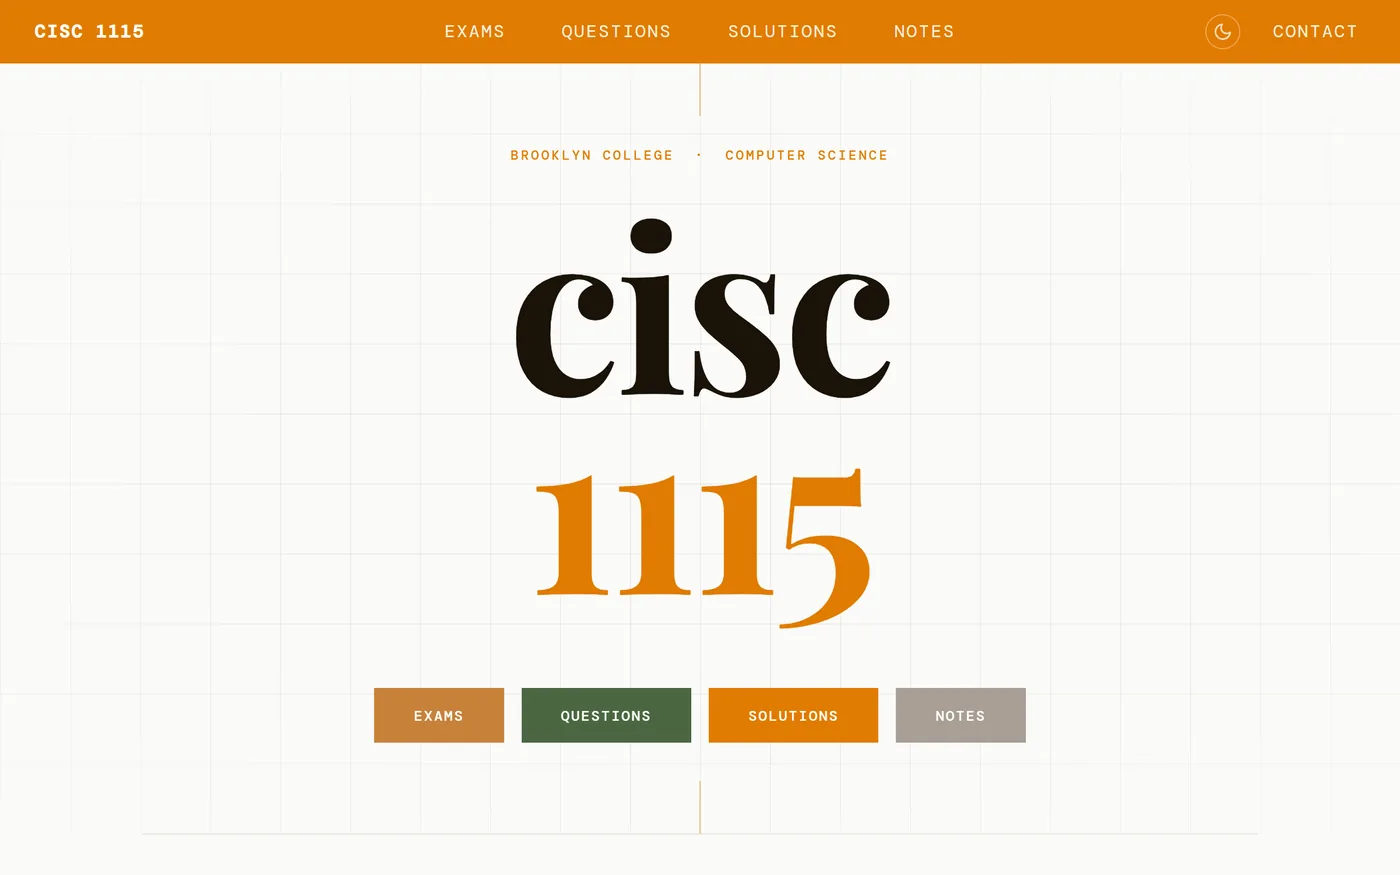 CISC 1115 EXAMS QUESTIONS SOLUTIONS NOTES CONTACT
BROOKLYN COLLEGE · COMPUTER SCIENCE
cisc
1115
EXAMS QUESTIONS SOLUTIONS NOTES